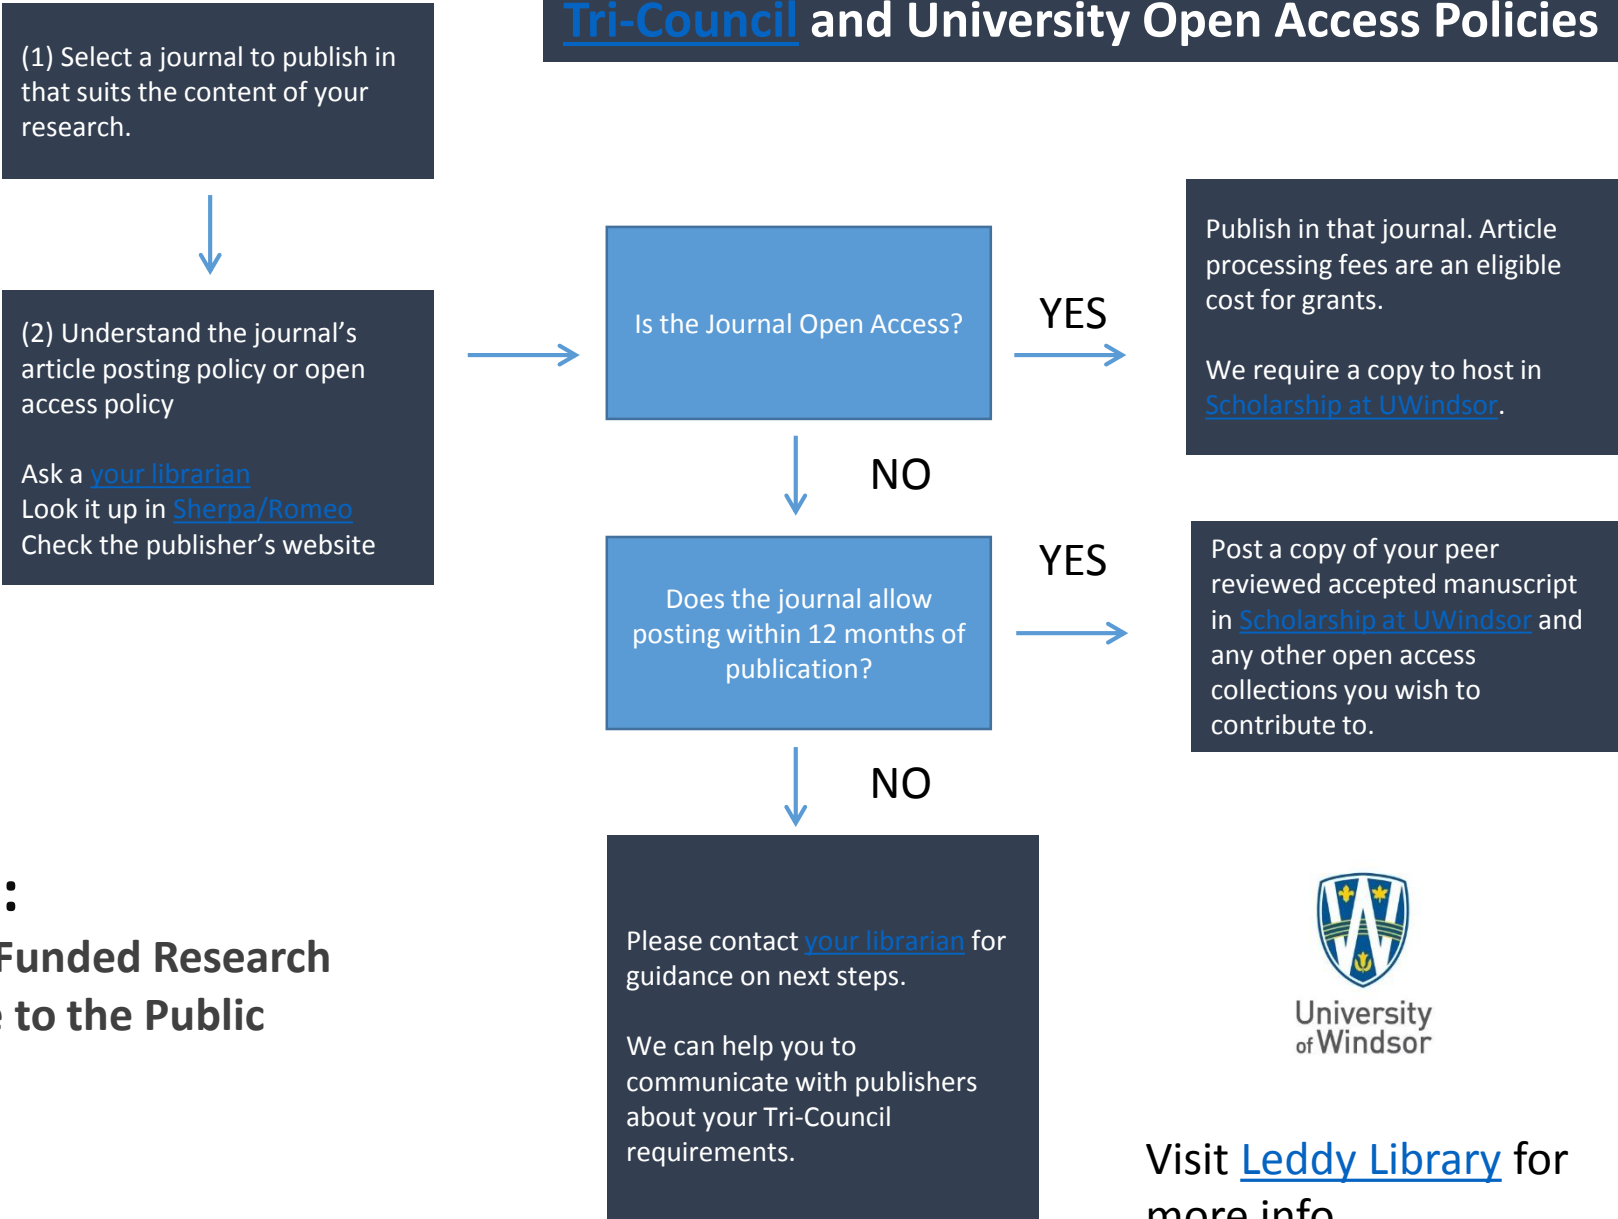 Tri-Council and University Open Access Policies
(1) Select a journal to publish in
that suits the content of your
research.
(2) Understand the journal's
article posting policy or open
access policy
Ask a your librarian
Look it up in Sherpa/Romeo
Check the publisher's website
Is the Journal Open Access?
YES
Publish in that journal. Article
processing fees are an eligible
cost for grants.
We require a copy to host in
Scholarship at UWindsor.
NO
Does the journal allow
posting within 12 months of
publication?
YES
Post a copy of your peer
reviewed accepted manuscript
in Scholarship at UWindsor and
any other open access
collections you wish to
contribute to.
NO
Please contact your librarian for
guidance on next steps.
We can help you to
communicate with publishers
about your Tri-Council
requirements.
:
Funded Research
to the Public
University
of Windsor
Visit Leddy Library for
more info